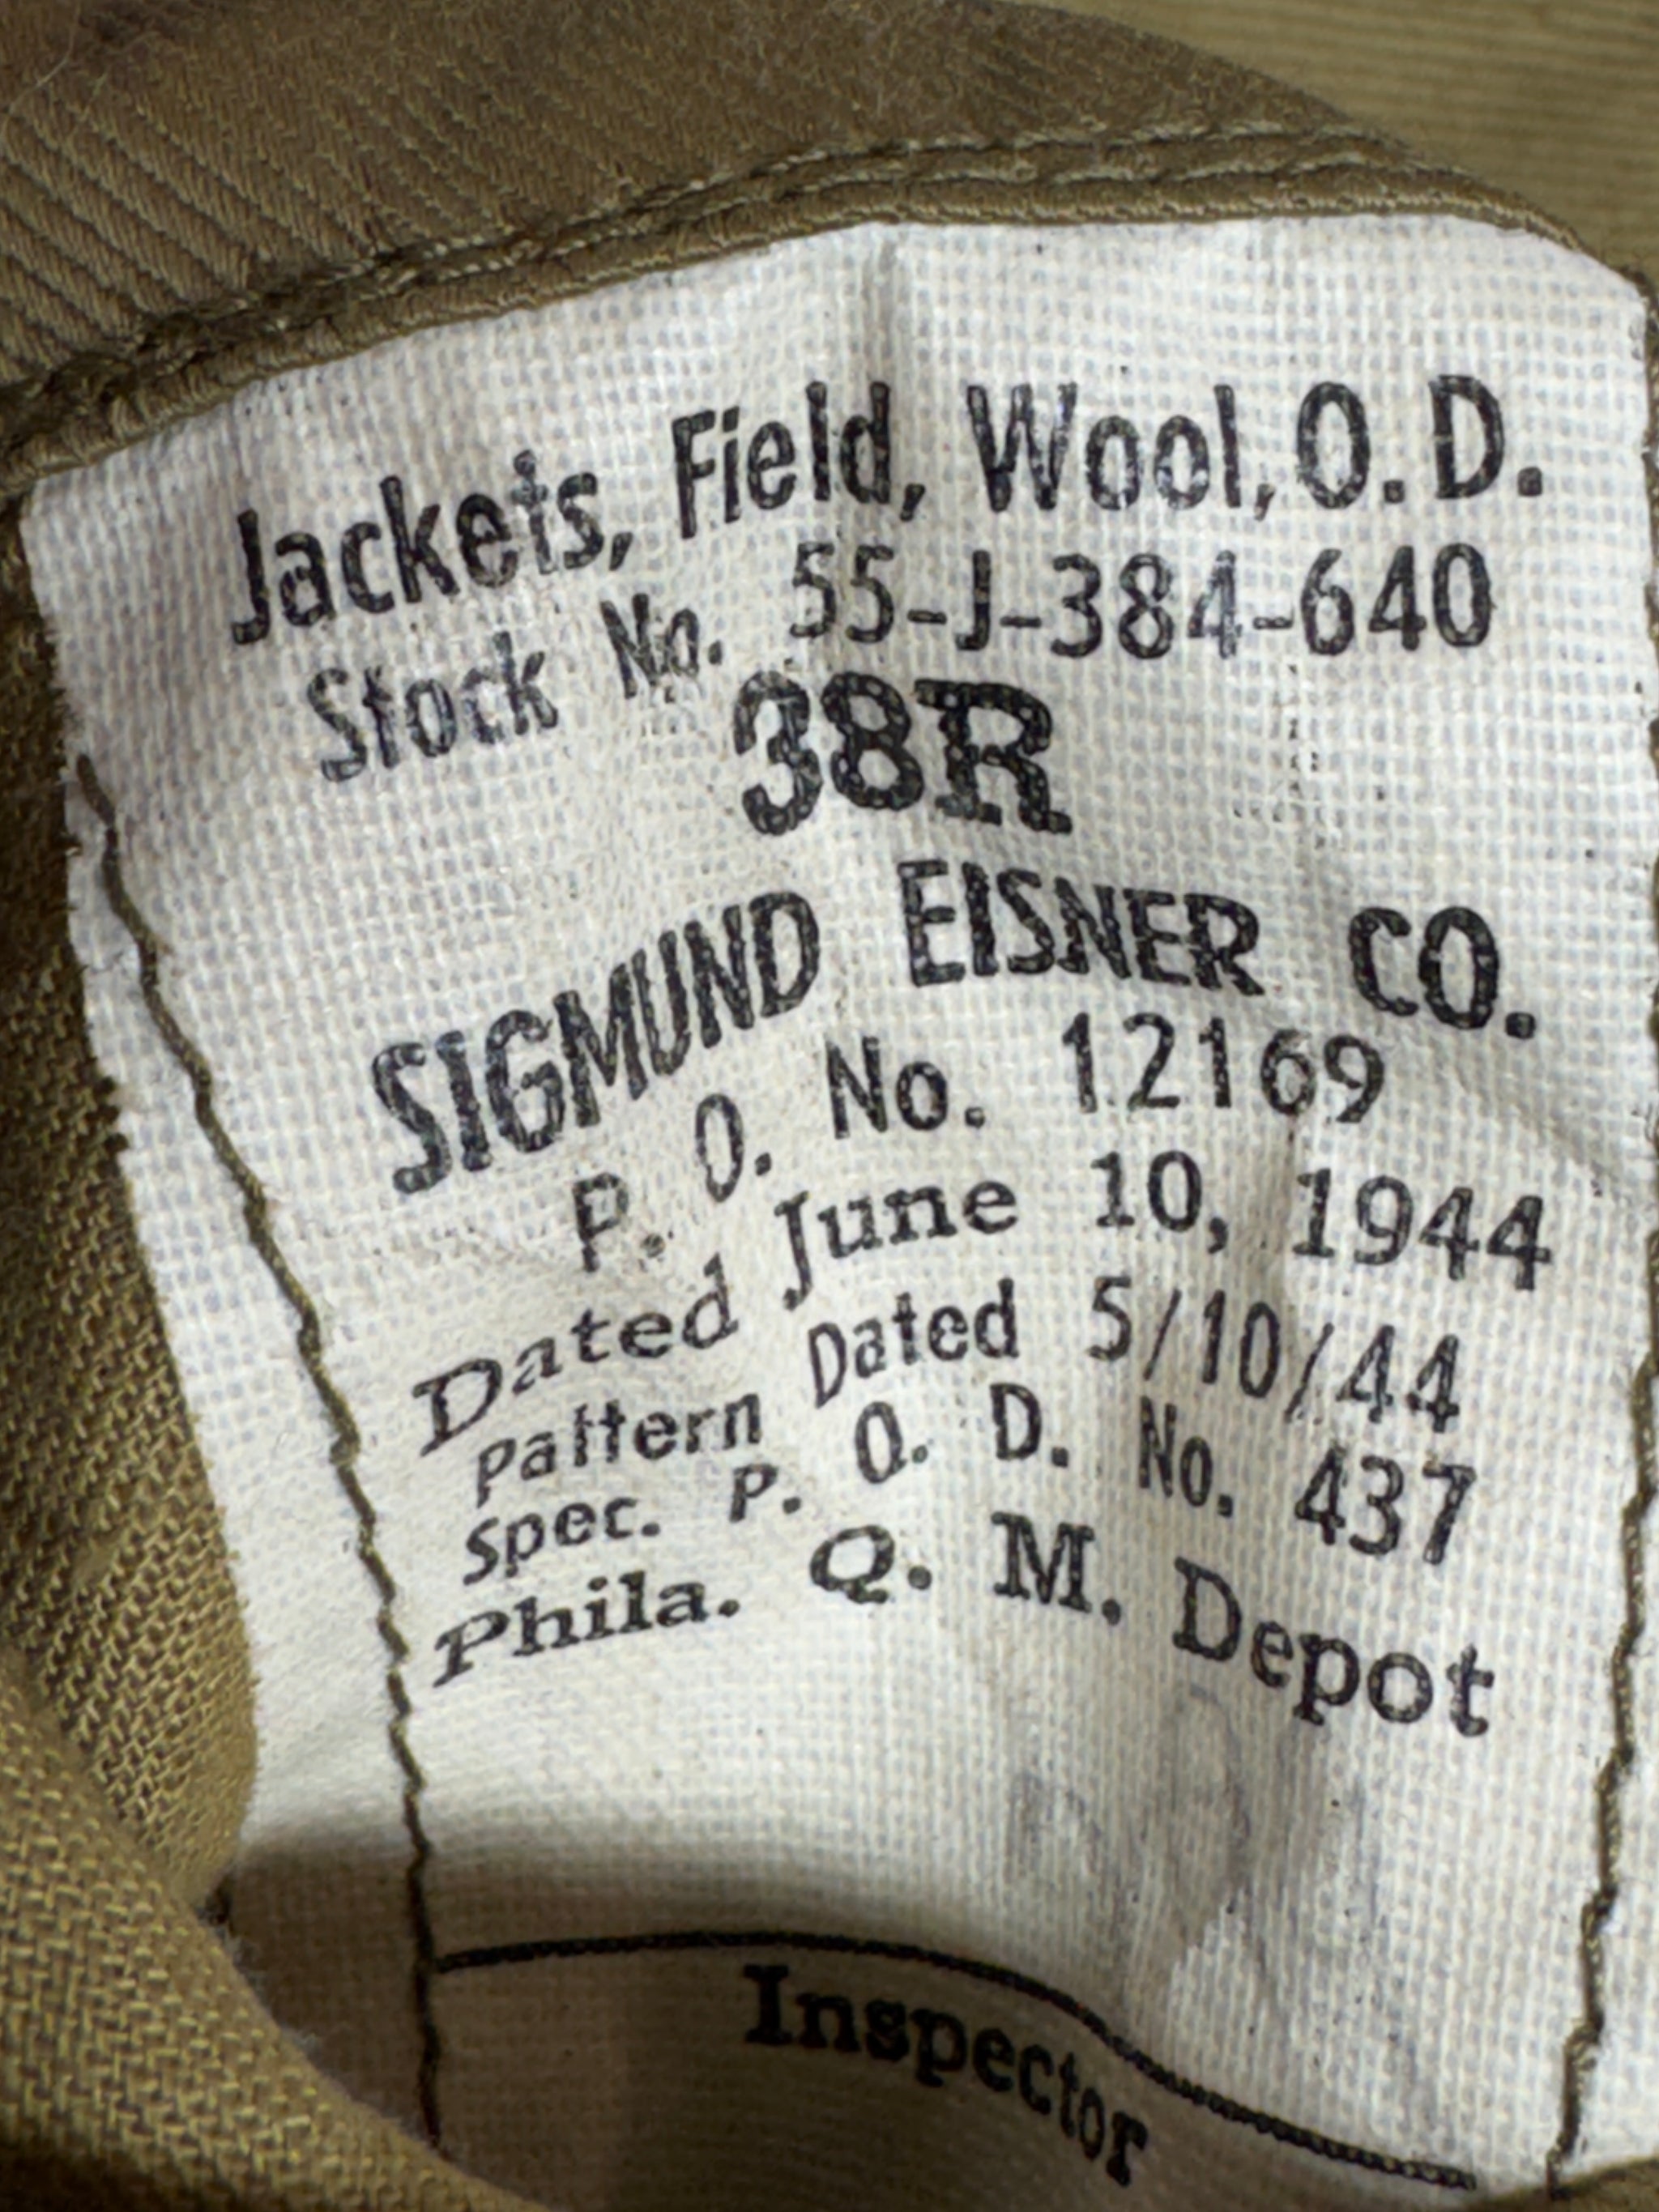 Jackets, Field, Wool, O. D.
Stock No. 55-J-384-640
38R
SIGMUND EISNER CO.
P. O. No. 12169
Dated June 10, 1944
Pattern Dated 5/10/44
Spec. P. Q. D. No. 437
Phila. Q. M. Depot
Inspector